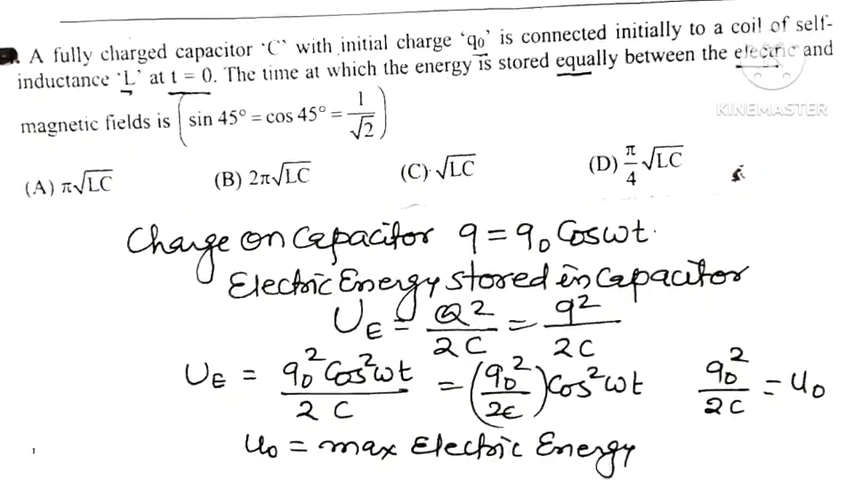 A fully charged capacitor 'C' with initial charge 'q₀' is connected initially to a coil of self-
inductance 'L' at t = 0. The time at which the energy is stored equally between the electric and
magnetic fields is (sin 45° = cos 45° = 1/√2)
KINEMASTER
(A) π√LC (B) 2π√LC (C) √LC (D) π/4 √LC
Charge on Capacitor q = q₀ Cosωt.
Electric Energy stored in Capacitor
U_E = Q²/2C = q²/2C
U_E = q₀² Cos²ωt / 2C = (q₀²/2C) Cos²ωt q₀²/2C = u₀
u₀ = max Electric Energy